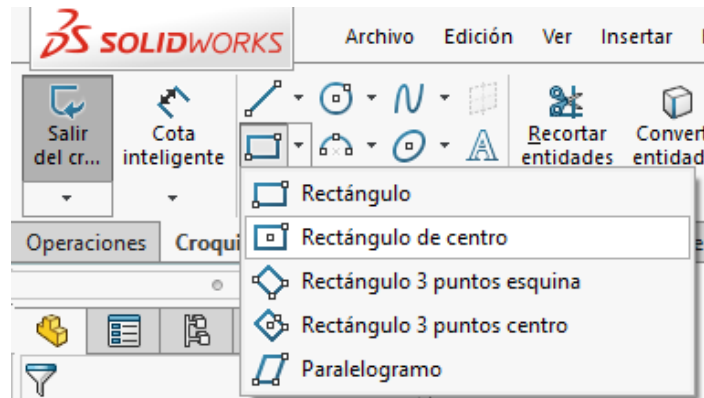 SOLIDWORKS
Archivo Edición Ver Insertar
Salir del cr...
Cota inteligente
Recortar entidades
Convert entidad
Rectángulo
Rectángulo de centro
Rectángulo 3 puntos esquina
Rectángulo 3 puntos centro
Paralelogramo
Operaciones Croqui